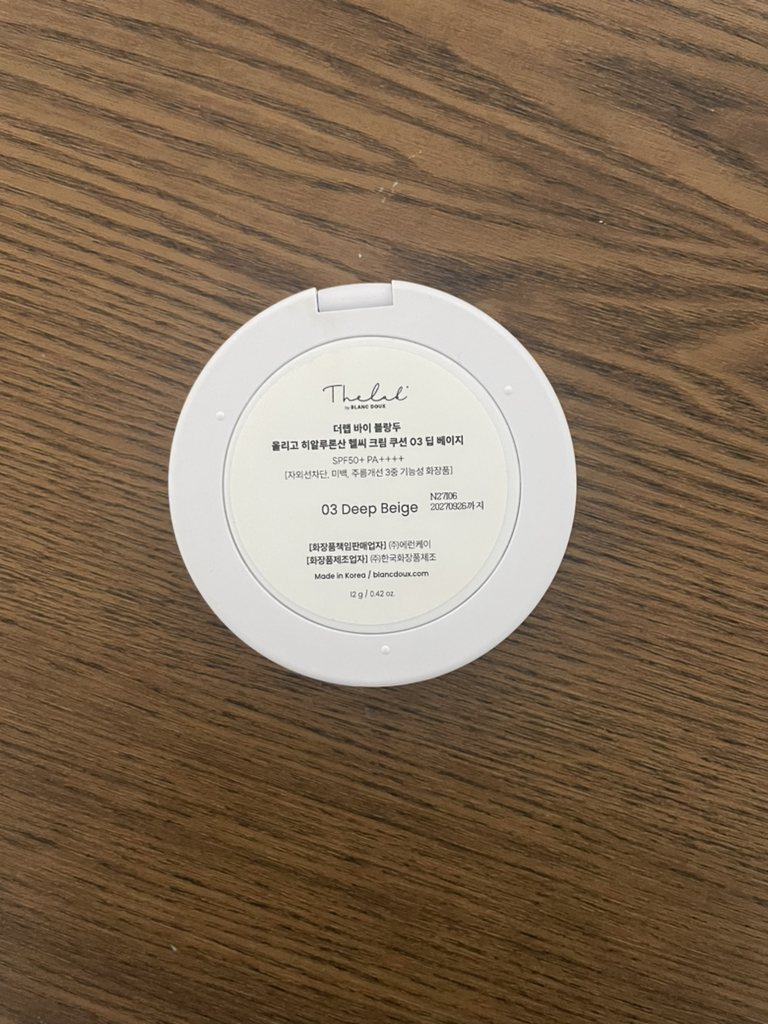 Thelab
by BLANC DOUX
더랩 바이 블랑두
올리고 히알루론산 헬씨 크림 쿠션 03 딥 베이지
SPF50+ PA++++
[자외선차단, 미백, 주름개선 3중 기능성 화장품]
03 Deep Beige
N27106
20270926까지
[화장품책임판매업자] (주)에런케이
[화장품제조업자] (주)한국화장품제조
Made in Korea / blancdoux.com
12 g / 0.42 oz.